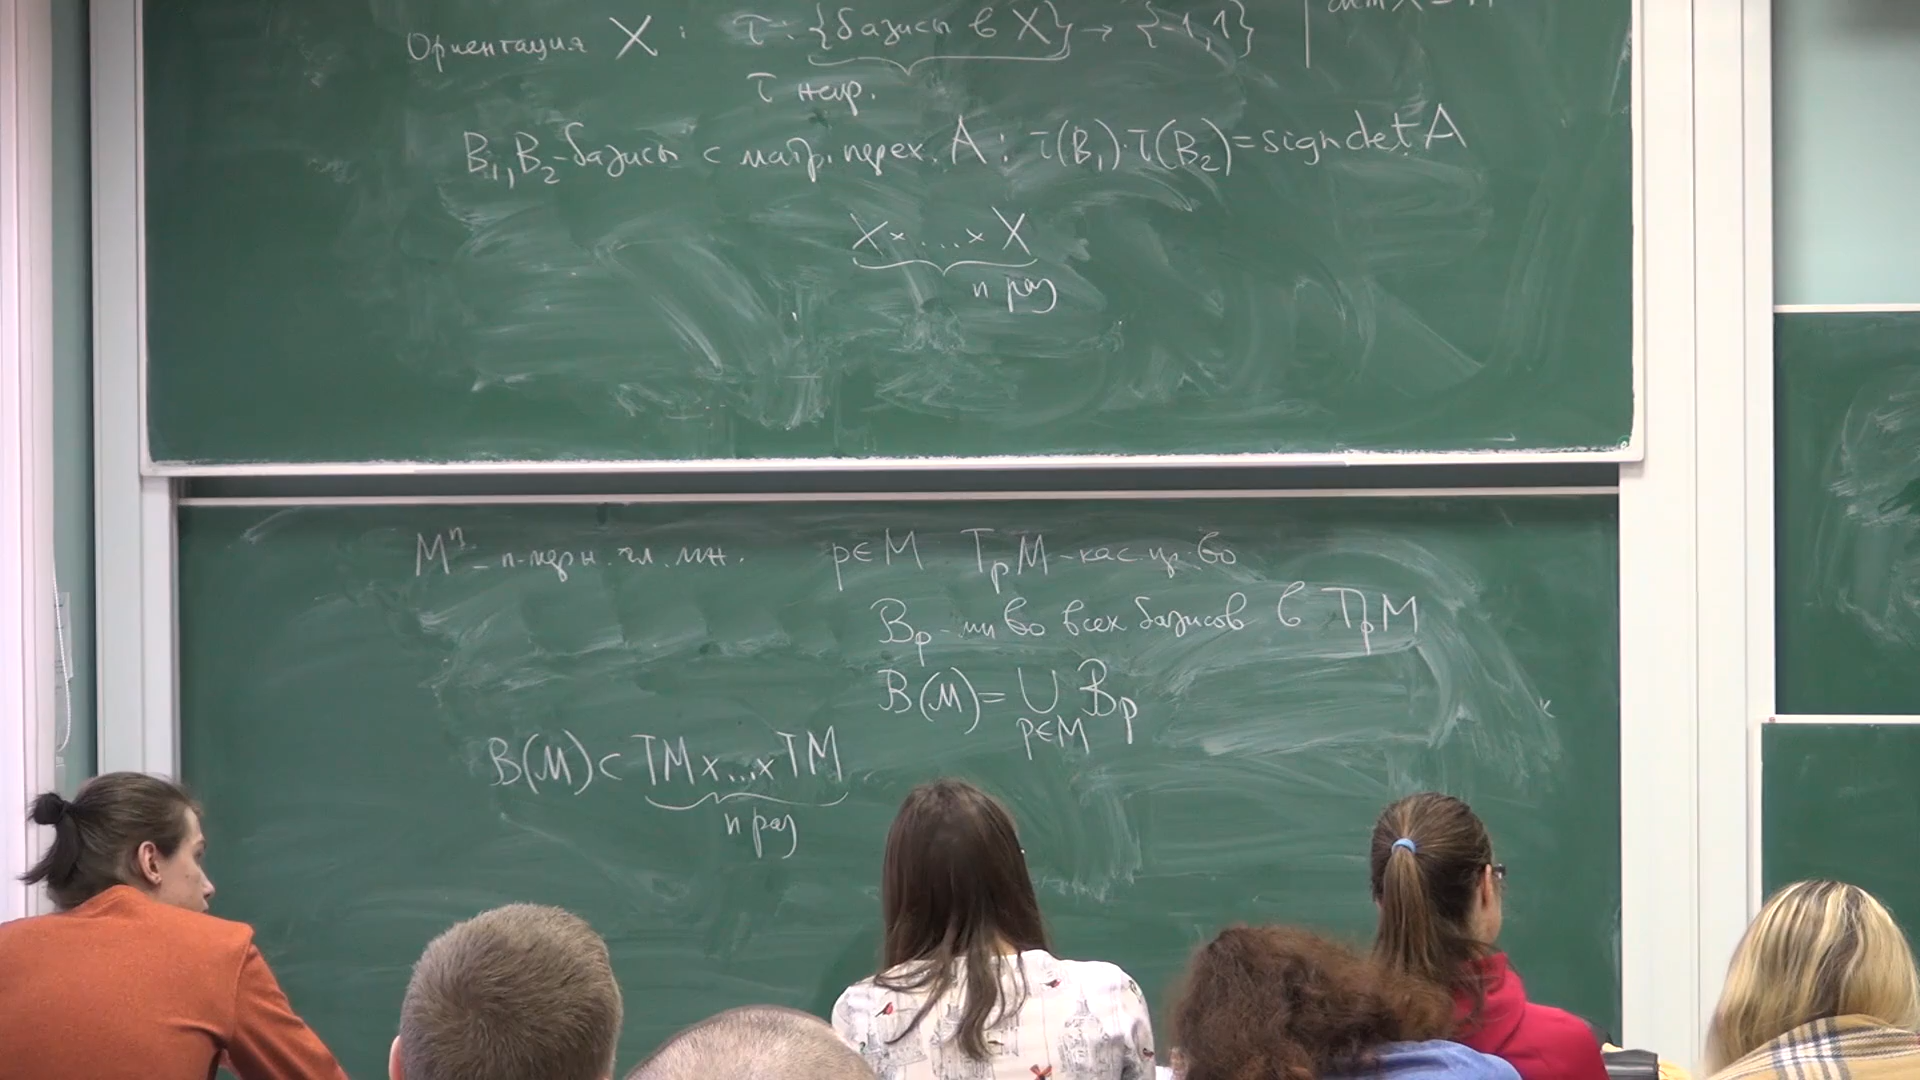 Ориентация X : τ : {базисы в X} → {-1,1}
τ непр.
B₁, B₂ - базисы с матр. перех. A : τ(B₁)·τ(B₂) = sign det A
X × ... × X
n раз
Mⁿ - n-мерн. гл. мн. p∈M TₚM - кас. пр-во
Bₚ - мн-во всех базисов в TₚM
B(M) = ∪ Bₚ
p∈M
B(M) ⊂ TM × ... × TM
n раз